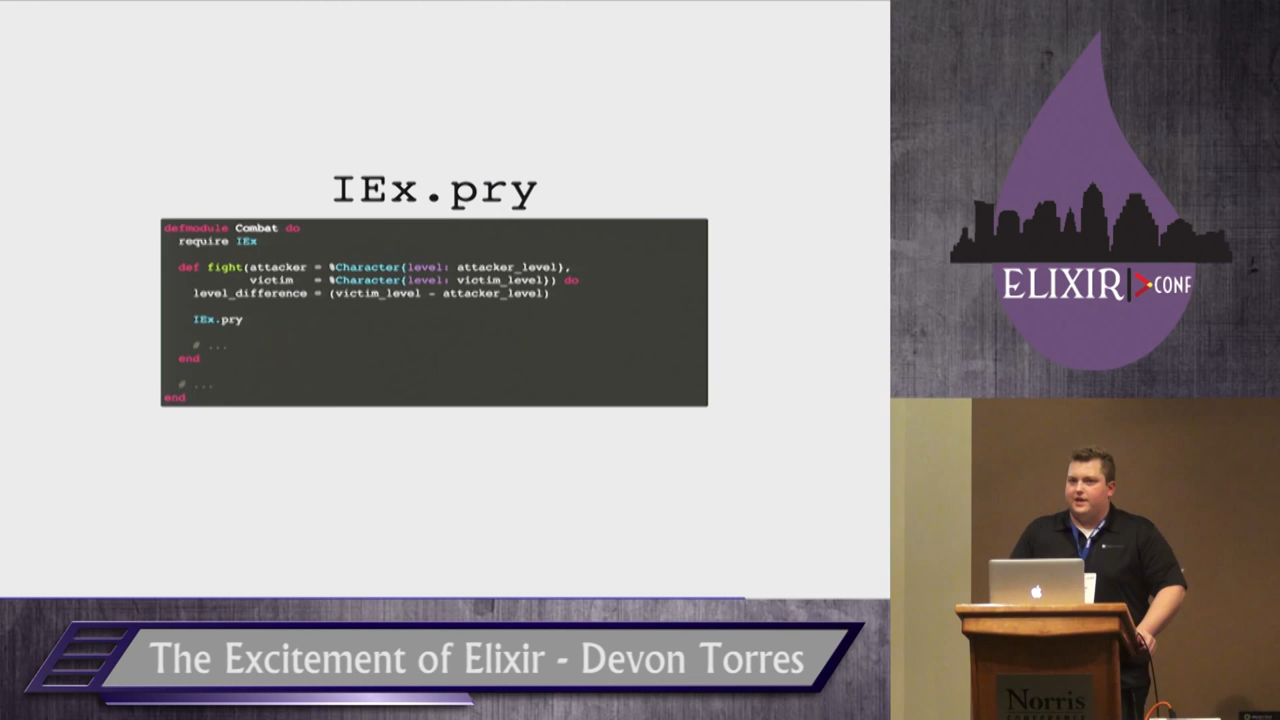 IEx.pry
defmodule Combat do
require IEx
def fight(attacker = %Character{level: attacker_level},
victim = %Character{level: victim_level}) do
level_difference = (victim_level - attacker_level)
IEx.pry
# ...
end
# ...
end
ELIXIR CONF
The Excitement of Elixir - Devon Torres
Norris
CONFERENCE